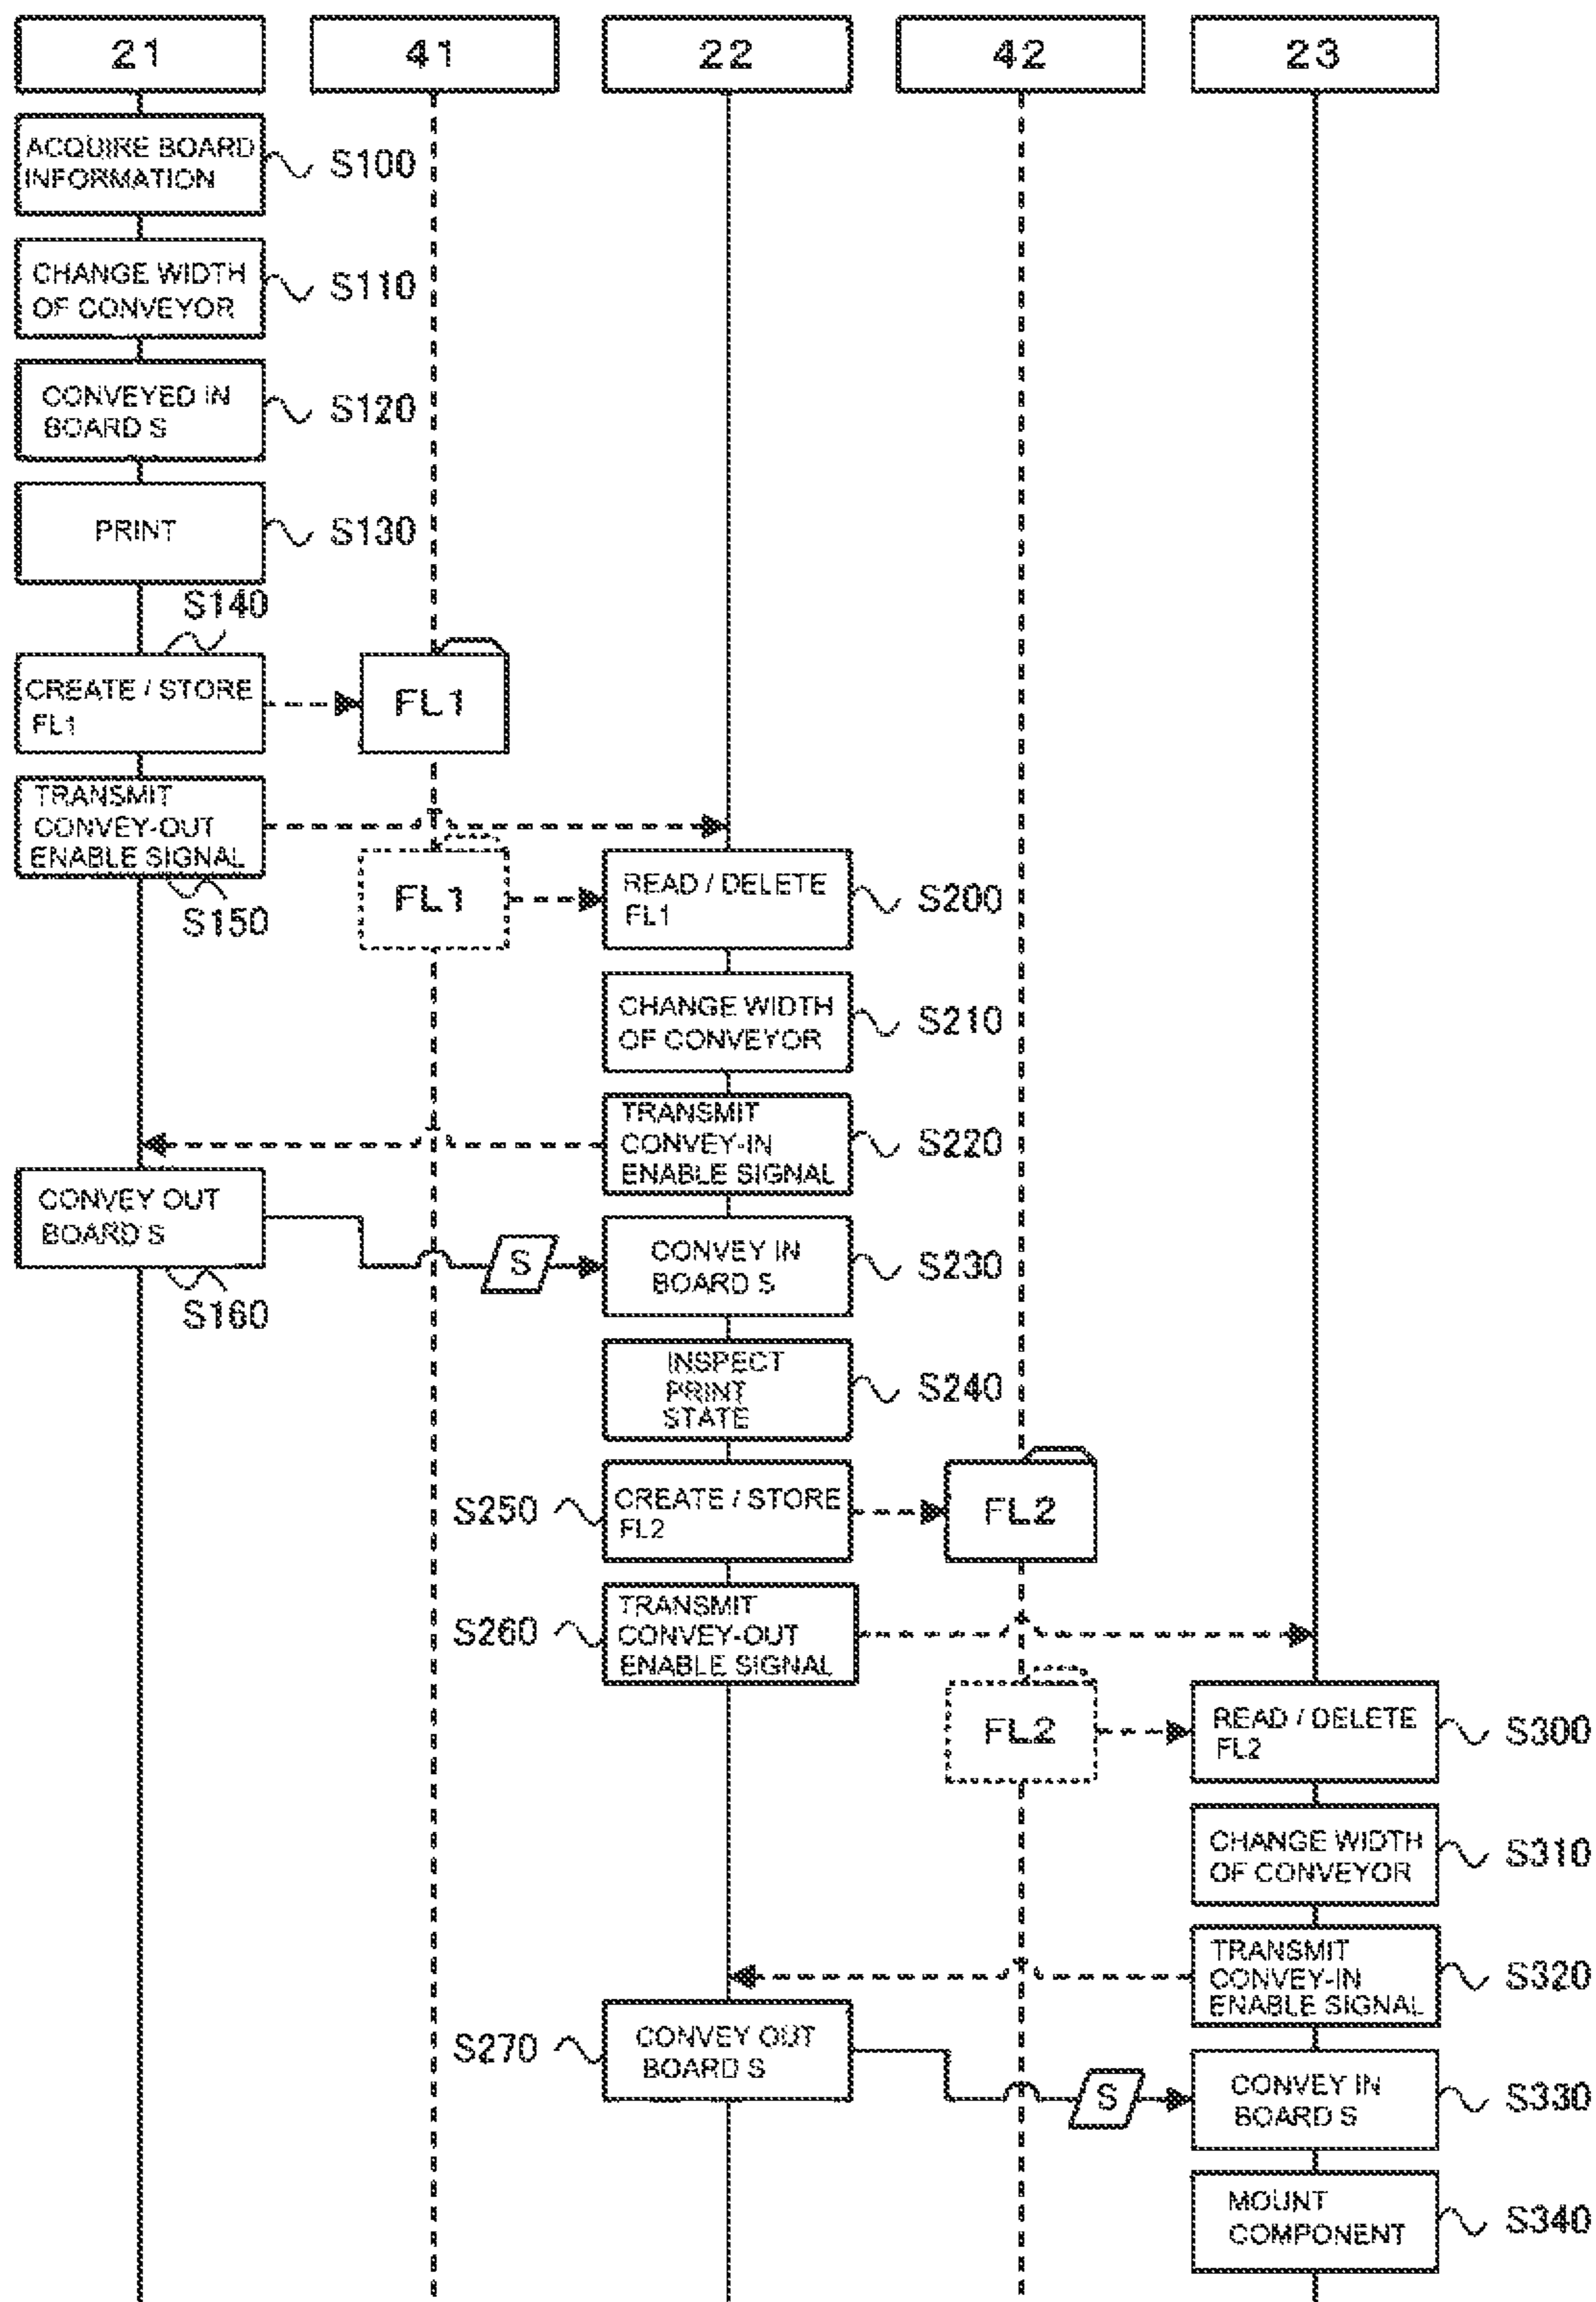 21 41 22 42 23
ACQUIRE BOARD
INFORMATION
S100
CHANGE WIDTH
OF CONVEYOR
S110
CONVEYED IN
BOARD S
S120
PRINT
S130
S140
CREATE / STORE
FL1
FL1
TRANSMIT
CONVEY-OUT
ENABLE SIGNAL
S150
FL1
READ / DELETE
FL1
S200
CHANGE WIDTH
OF CONVEYOR
S210
TRANSMIT
CONVEY-IN
ENABLE SIGNAL
S220
CONVEY OUT
BOARD S
S160
S
CONVEY IN
BOARD S
S230
INSPECT
PRINT
STATE
S240
S250
CREATE / STORE
FL2
FL2
S260
TRANSMIT
CONVEY-OUT
ENABLE SIGNAL
FL2
READ / DELETE
FL2
S300
CHANGE WIDTH
OF CONVEYOR
S310
TRANSMIT
CONVEY-IN
ENABLE SIGNAL
S320
S270
CONVEY OUT
BOARD S
S
CONVEY IN
BOARD S
S330
MOUNT
COMPONENT
S340